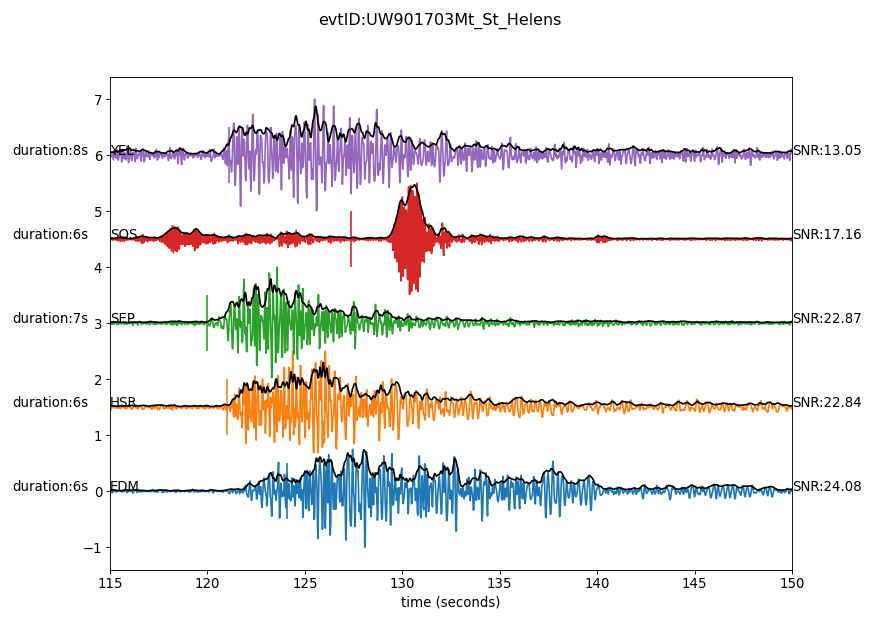 evtID:UW901703Mt_St_Helens
7
duration:8s YEL SNR:13.05
6
5
duration:6s SOS SNR:17.16
4
duration:7s SEP SNR:22.87
3
2
duration:6s HSR SNR:22.84
1
duration:6s EDM SNR:24.08
0
−1
115 120 125 130 135 140 145 150
time (seconds)